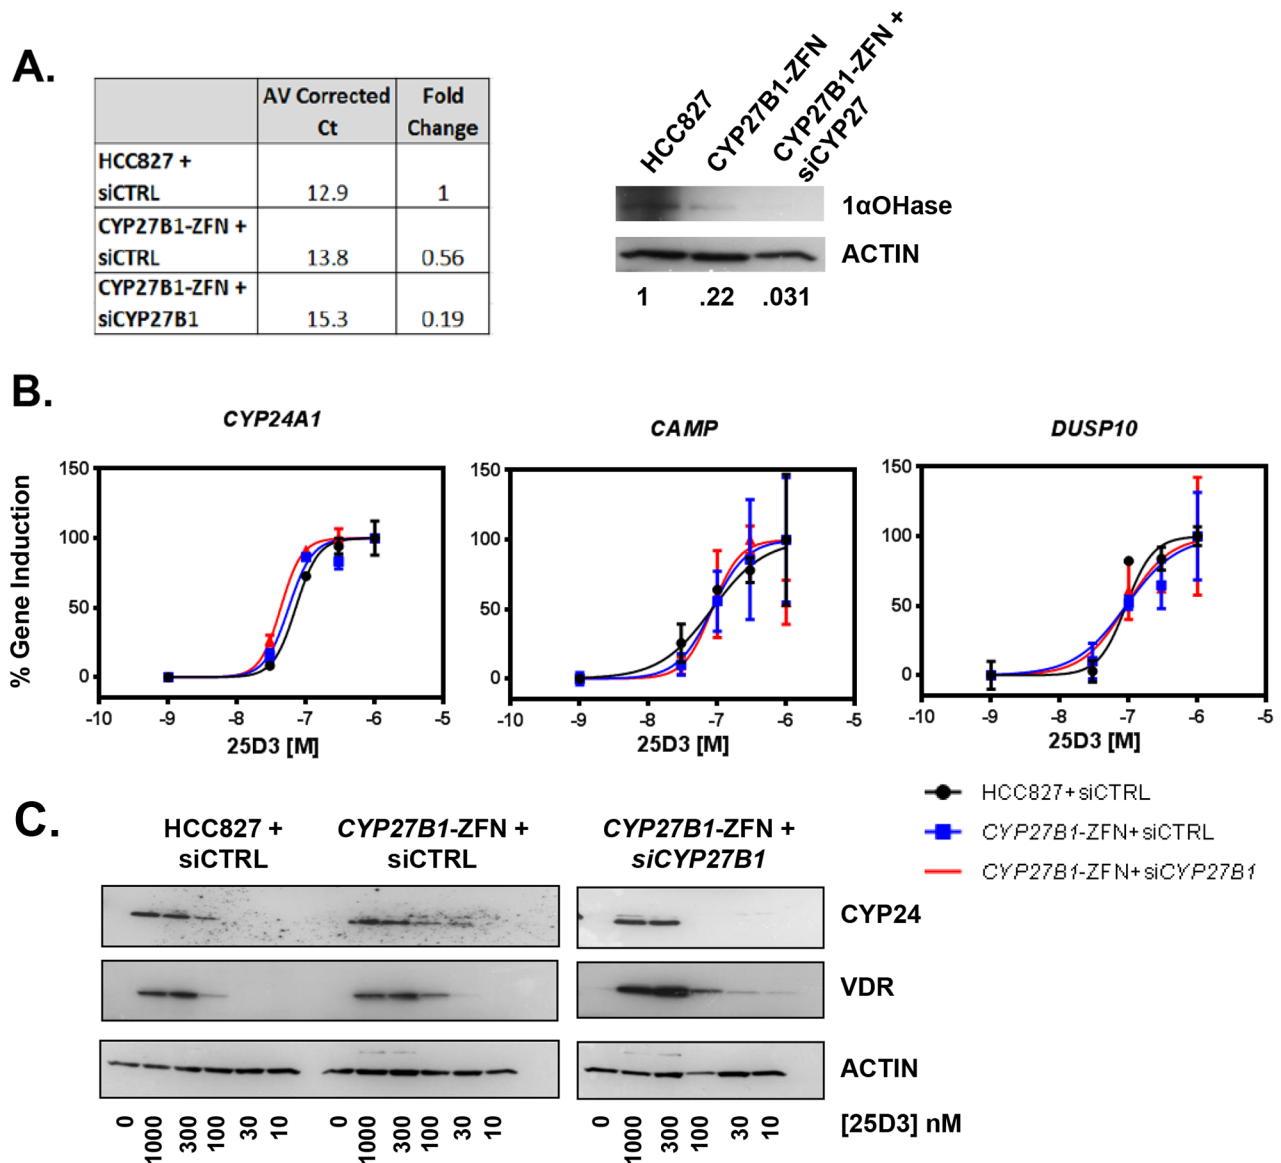 A.
AV Corrected Ct
Fold Change
HCC827 + siCTRL
12.9
1
CYP27B1-ZFN + siCTRL
13.8
0.56
CYP27B1-ZFN + siCYP27B1
15.3
0.19
HCC827
CYP27B1-ZFN
CYP27B1-ZFN + siCYP27
1αOHase
ACTIN
1 .22 .031
B.
CYP24A1
CAMP
DUSP10
% Gene Induction
150
100
50
0
-10 -9 -8 -7 -6 -5
25D3 [M]
150
100
50
0
-10 -9 -8 -7 -6 -5
25D3 [M]
150
100
50
0
-10 -9 -8 -7 -6 -5
25D3 [M]
HCC827+siCTRL
CYP27B1-ZFN+siCTRL
CYP27B1-ZFN+siCYP27B1
C.
HCC827 +
siCTRL
CYP27B1-ZFN +
siCTRL
CYP27B1-ZFN +
siCYP27B1
CYP24
VDR
ACTIN
0 1000 300 100 30 10
0 1000 300 100 30 10
0 1000 300 100 30 10
[25D3] nM